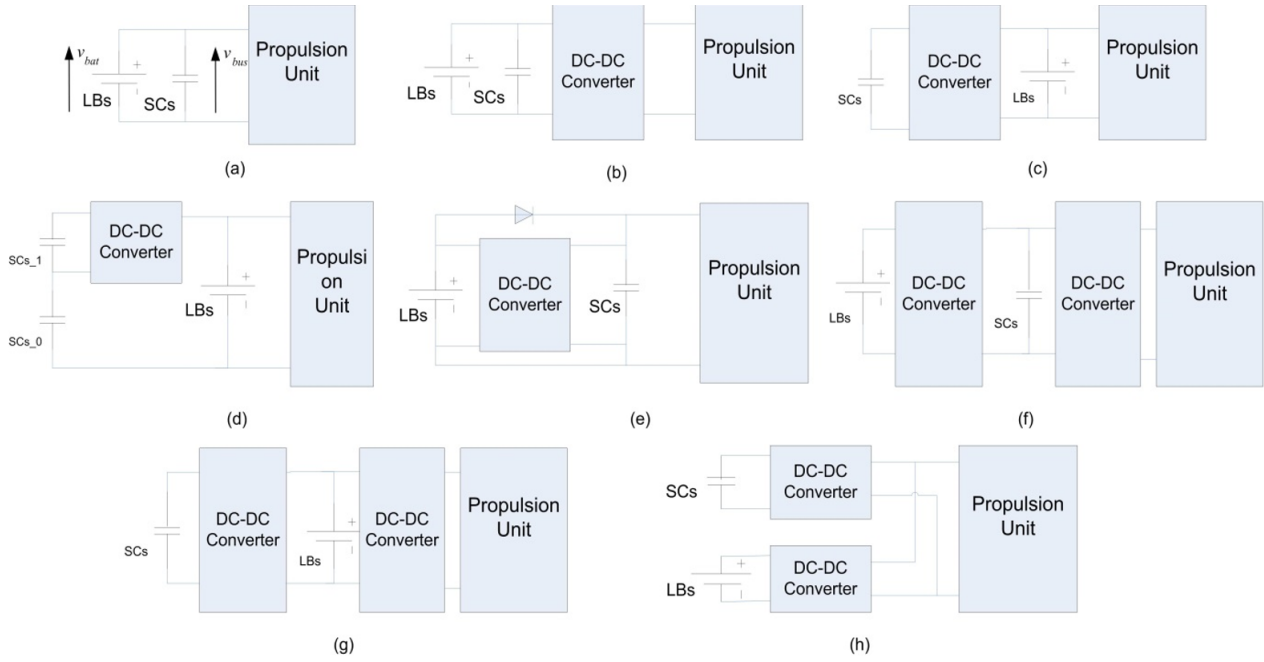 v_bat
+
LBs
SCs
v_bus
Propulsion
Unit
(a)
+
LBs
SCs
DC-DC
Converter
Propulsion
Unit
(b)
SCs
DC-DC
Converter
+
LBs
Propulsion
Unit
(c)
SCs_1
SCs_0
DC-DC
Converter
+
LBs
Propulsi
on
Unit
(d)
+
LBs
DC-DC
Converter
SCs
Propulsion
Unit
(e)
+
LBs
DC-DC
Converter
SCs
DC-DC
Converter
Propulsion
Unit
(f)
SCs
DC-DC
Converter
+
LBs
DC-DC
Converter
Propulsion
Unit
(g)
SCs
DC-DC
Converter
+
LBs
DC-DC
Converter
Propulsion
Unit
(h)